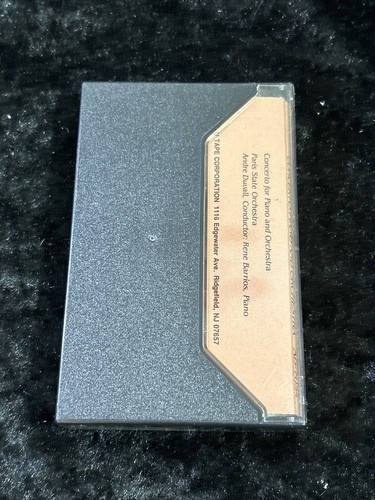 Concerto for Piano and Orchestra
Paris State Orchestra
Andre Duvall, Conductor: Rene Barrios, Piano
TAPE CORPORATION 1116 Edgewater Ave. Ridgefield, NJ 07657